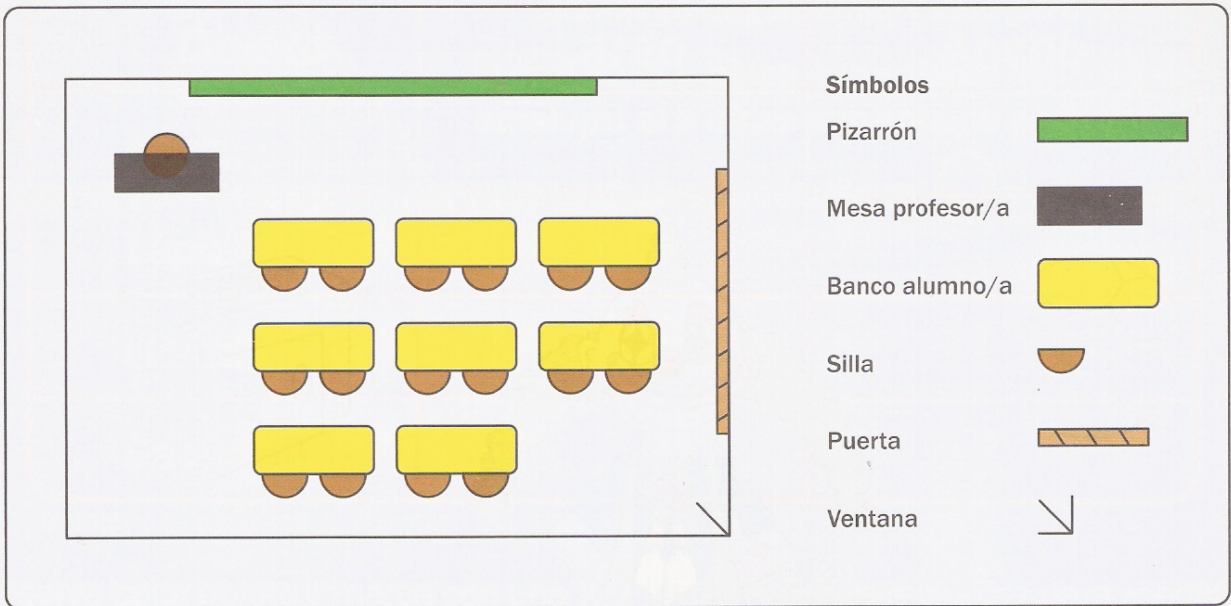 Símbolos
Pizarrón
Mesa profesor/a
Banco alumno/a
Silla
Puerta
Ventana